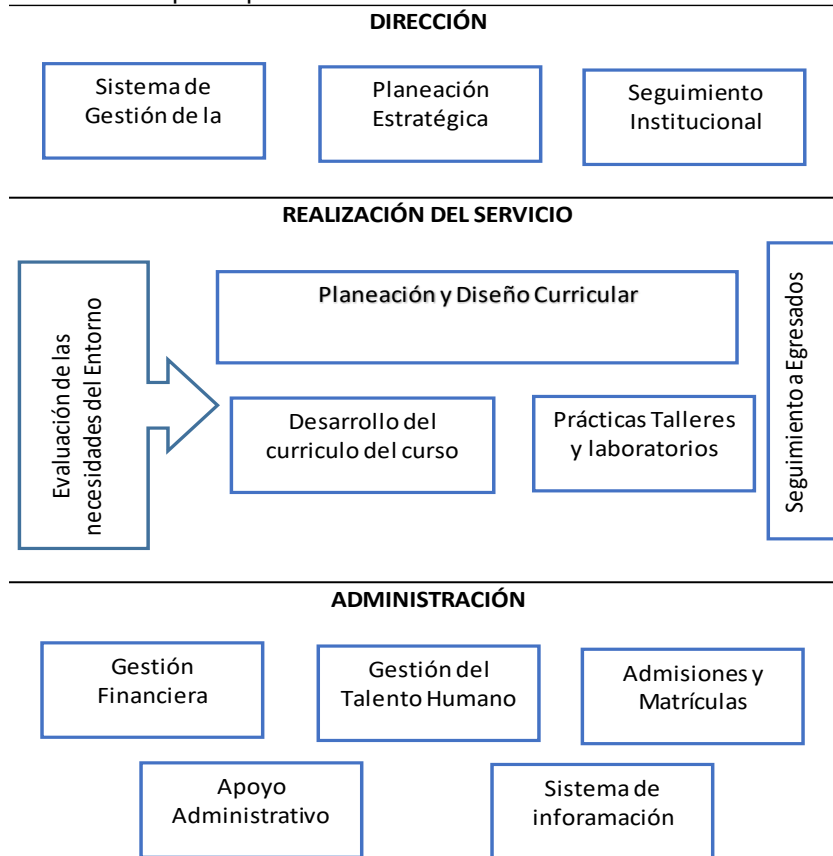 DIRECCIÓN
Sistema de
Gestión de la
Planeación
Estratégica
Seguimiento
Institucional
REALIZACIÓN DEL SERVICIO
Evaluación de las
necesidades del Entorno
Planeación y Diseño Curricular
Desarrollo del
curriculo del curso
Prácticas Talleres
y laboratorios
Seguimiento a Egresados
ADMINISTRACIÓN
Gestión
Financiera
Gestión del
Talento Humano
Admisiones y
Matrículas
Apoyo
Administrativo
Sistema de
inforamación